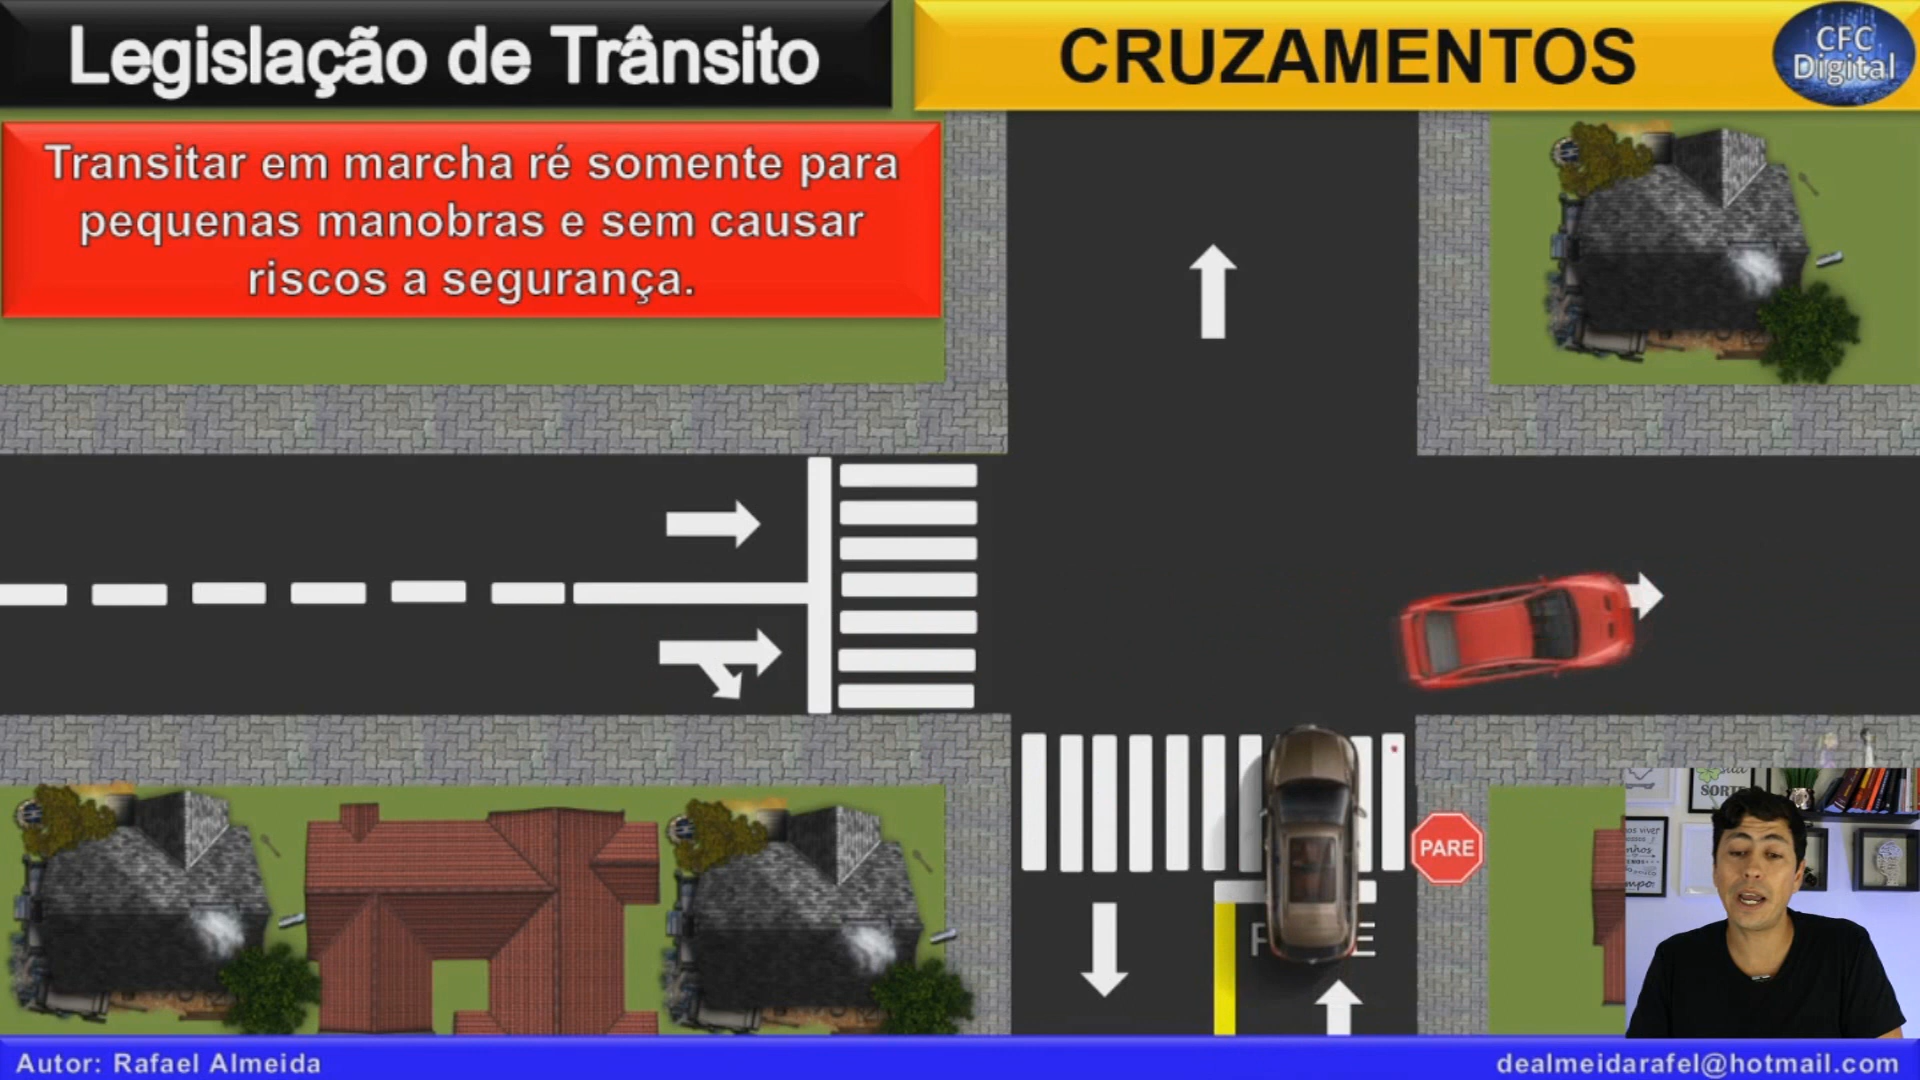 Legislação de Trânsito
CRUZAMENTOS
CFC
Digital
Transitar em marcha ré somente para
pequenas manobras e sem causar
riscos a segurança.
PARE
SORTE
Autor: Rafael Almeida
dealmeidarafel@hotmail.com